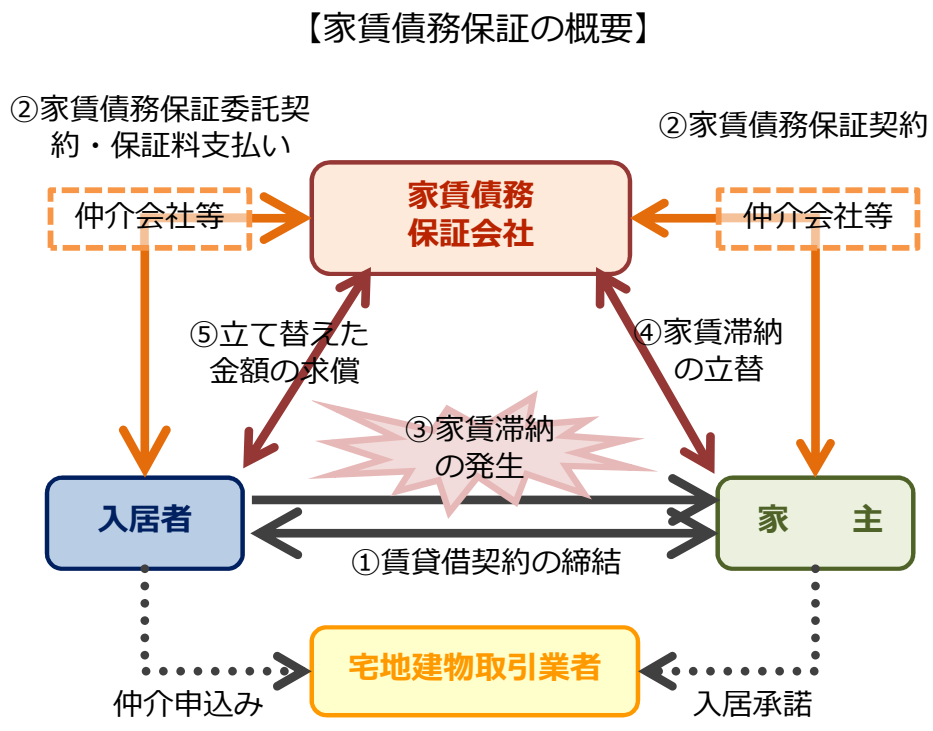 【家賃債務保証の概要】
②家賃債務保証委託契
約・保証料支払い
②家賃債務保証契約
仲介会社等
家賃債務
保証会社
仲介会社等
⑤立て替えた
金額の求償
④家賃滞納
の立替
③家賃滞納
の発生
入居者
家　主
①賃貸借契約の締結
宅地建物取引業者
仲介申込み
入居承諾